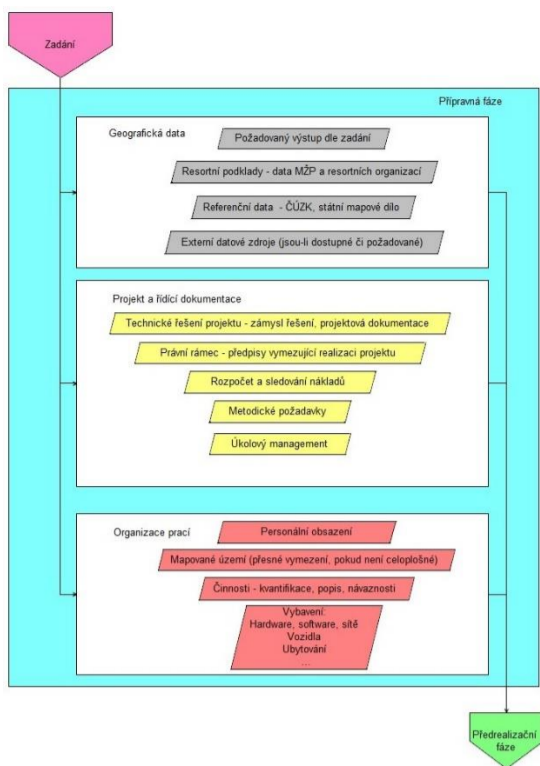 Zadání
Přípravná fáze
Geografická data
Požadovaný výstup dle zadání
Resortní podklady - data MŽP a resortních organizací
Referenční data - ČÚZK, státní mapové dílo
Externí datové zdroje (jsou-li dostupné či požadované)
Projekt a řídící dokumentace
Technické řešení projektu - zámysl řešení, projektová dokumentace
Právní rámec - předpisy vymezující realizaci projektu
Rozpočet a sledování nákladů
Metodické požadavky
Úkolový management
Organizace prací
Personální obsazení
Mapované území (přesné vymezení, pokud není celoplošné)
Činnosti - kvantifikace, popis, návaznosti
Vybavení:
Hardware, software, sítě
Vozidla
Ubytování
...
Předrealizační
fáze